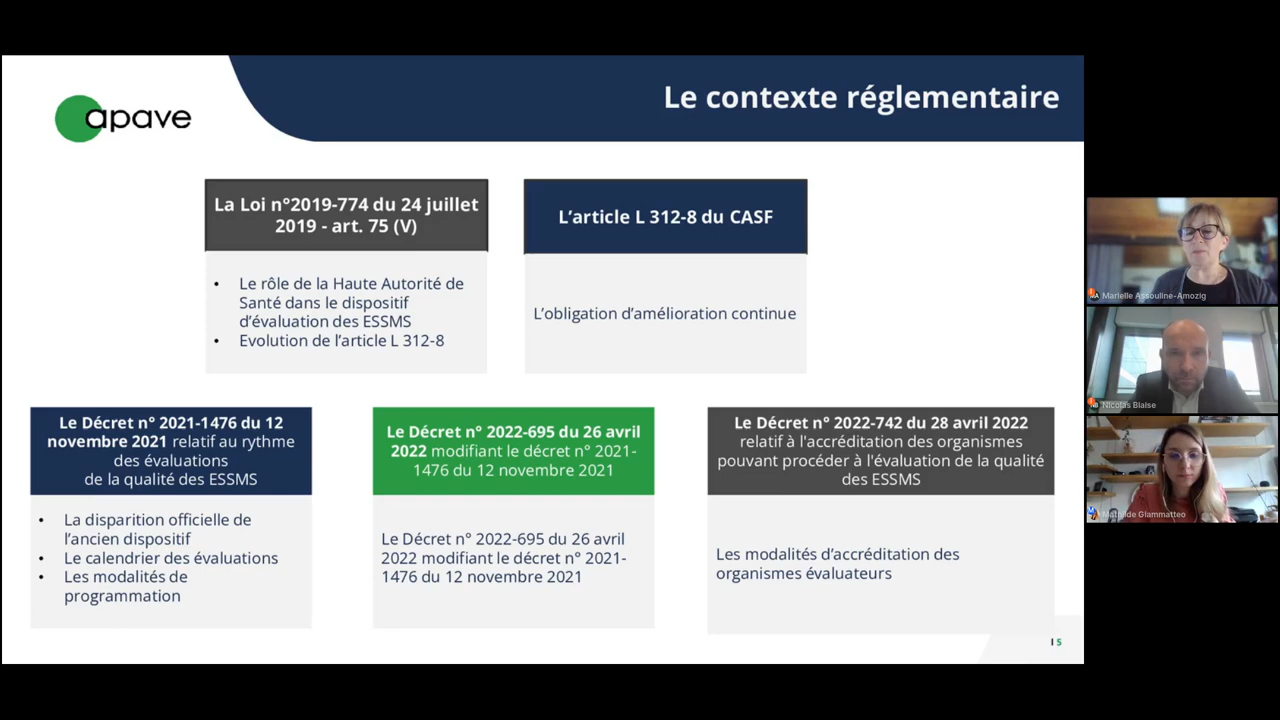 apave
Le contexte réglementaire
La Loi n°2019-774 du 24 juillet
2019 - art. 75 (V)
• Le rôle de la Haute Autorité de
Santé dans le dispositif
d'évaluation des ESSMS
• Evolution de l'article L 312-8
L'article L 312-8 du CASF
L'obligation d'amélioration continue
Le Décret n° 2021-1476 du 12
novembre 2021 relatif au rythme
des évaluations
de la qualité des ESSMS
• La disparition officielle de
l'ancien dispositif
• Le calendrier des évaluations
• Les modalités de
programmation
Le Décret n° 2022-695 du 26 avril
2022 modifiant le décret n° 2021-
1476 du 12 novembre 2021
Le Décret n° 2022-695 du 26 avril
2022 modifiant le décret n° 2021-
1476 du 12 novembre 2021
Le Décret n° 2022-742 du 28 avril 2022
relatif à l'accréditation des organismes
pouvant procéder à l'évaluation de la qualité
des ESSMS
Les modalités d'accréditation des
organismes évaluateurs
I 5
Marielle Assouline-Amozig
Nicolas Blaise
Mathilde Giammatteo